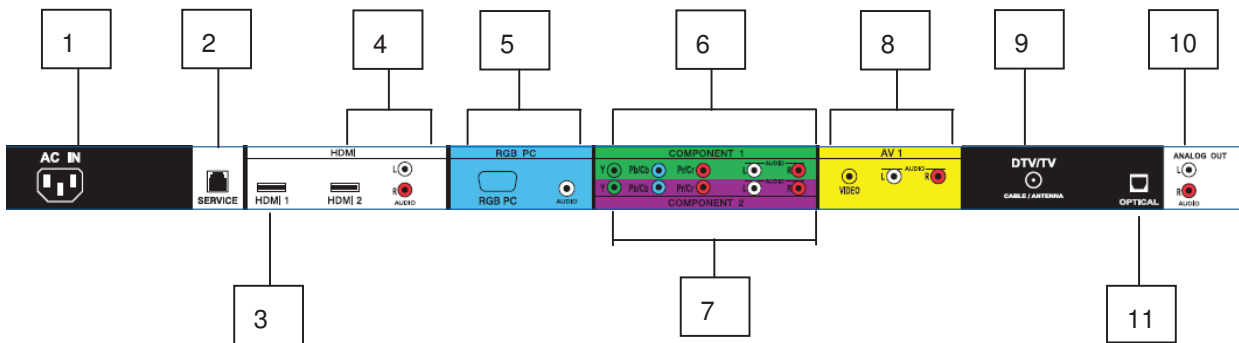 1 2 4 5 6 8 9 10
AC IN
SERVICE
HDMI
HDMI 1 HDMI 2
L
R
AUDIO
RGB PC
RGB PC AUDIO
COMPONENT 1
Y Pb/Cb Pr/Cr L AUDIO R
Y Pb/Cb Pr/Cr L AUDIO R
COMPONENT 2
AV 1
VIDEO L AUDIO R
DTV/TV
CABLE / ANTENNA
OPTICAL
ANALOG OUT
L
R
AUDIO
3 7 11